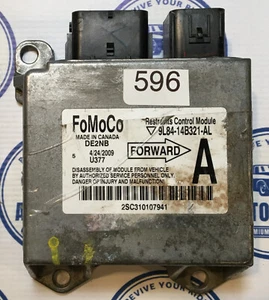 596
FoMoCo
MADE IN CANADA
DE2NB
5 4/24/2009
U377
Restraints Control Module
9L84-14B321-AL
FORWARD
A
DISASSEMBLY OF MODULE FROM VEHICLE
BY AUTHORIZED SERVICE PERSONNEL ONLY.
DANGER OF INJURY AND MALFUNCTION!
2SC310107941